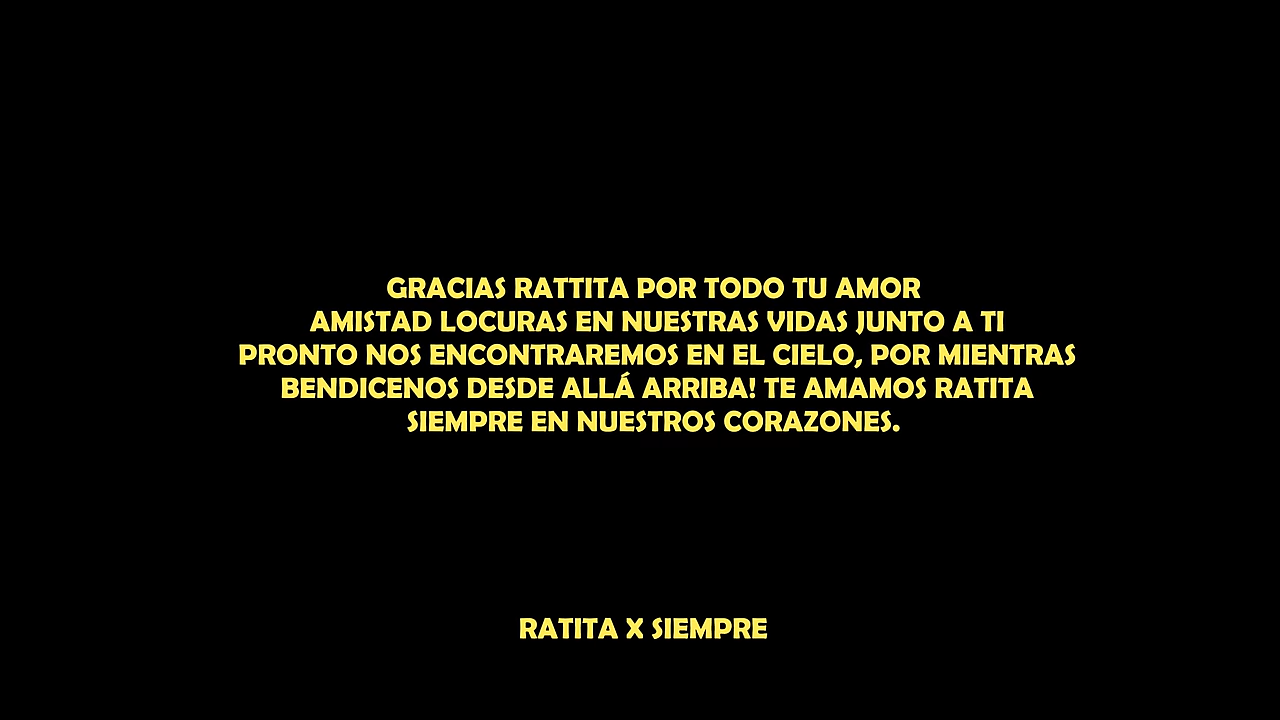 GRACIAS RATTITA POR TODO TU AMOR
AMISTAD LOCURAS EN NUESTRAS VIDAS JUNTO A TI
PRONTO NOS ENCONTRAREMOS EN EL CIELO, POR MIENTRAS
BENDICENOS DESDE ALLÁ ARRIBA! TE AMAMOS RATITA
SIEMPRE EN NUESTROS CORAZONES.
RATITA X SIEMPRE